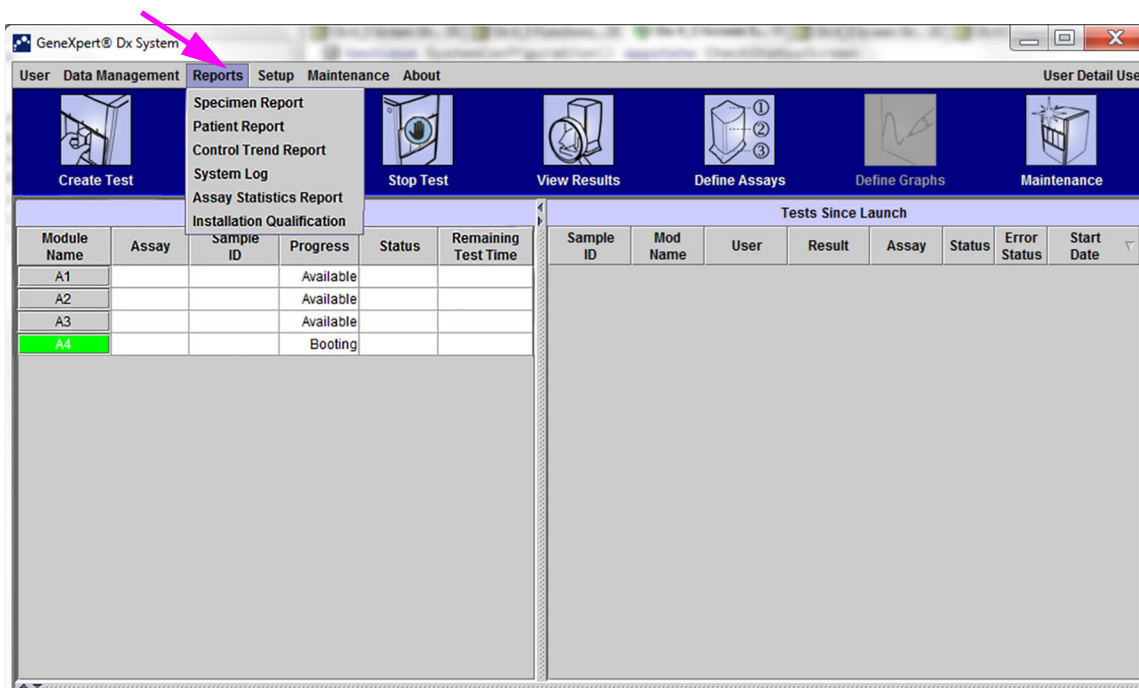 GeneXpert® Dx System
User Data Management Reports Setup Maintenance About User Detail Use
Specimen Report
Patient Report
Control Trend Report
System Log
Assay Statistics Report
Installation Qualification
Create Test Stop Test View Results Define Assays Define Graphs Maintenance
① ② ③
Tests Since Launch
Module Name Assay Sample ID Progress Status Remaining Test Time
Sample ID Mod Name User Result Assay Status Error Status Start Date
A1 Available
A2 Available
A3 Available
A4 Booting